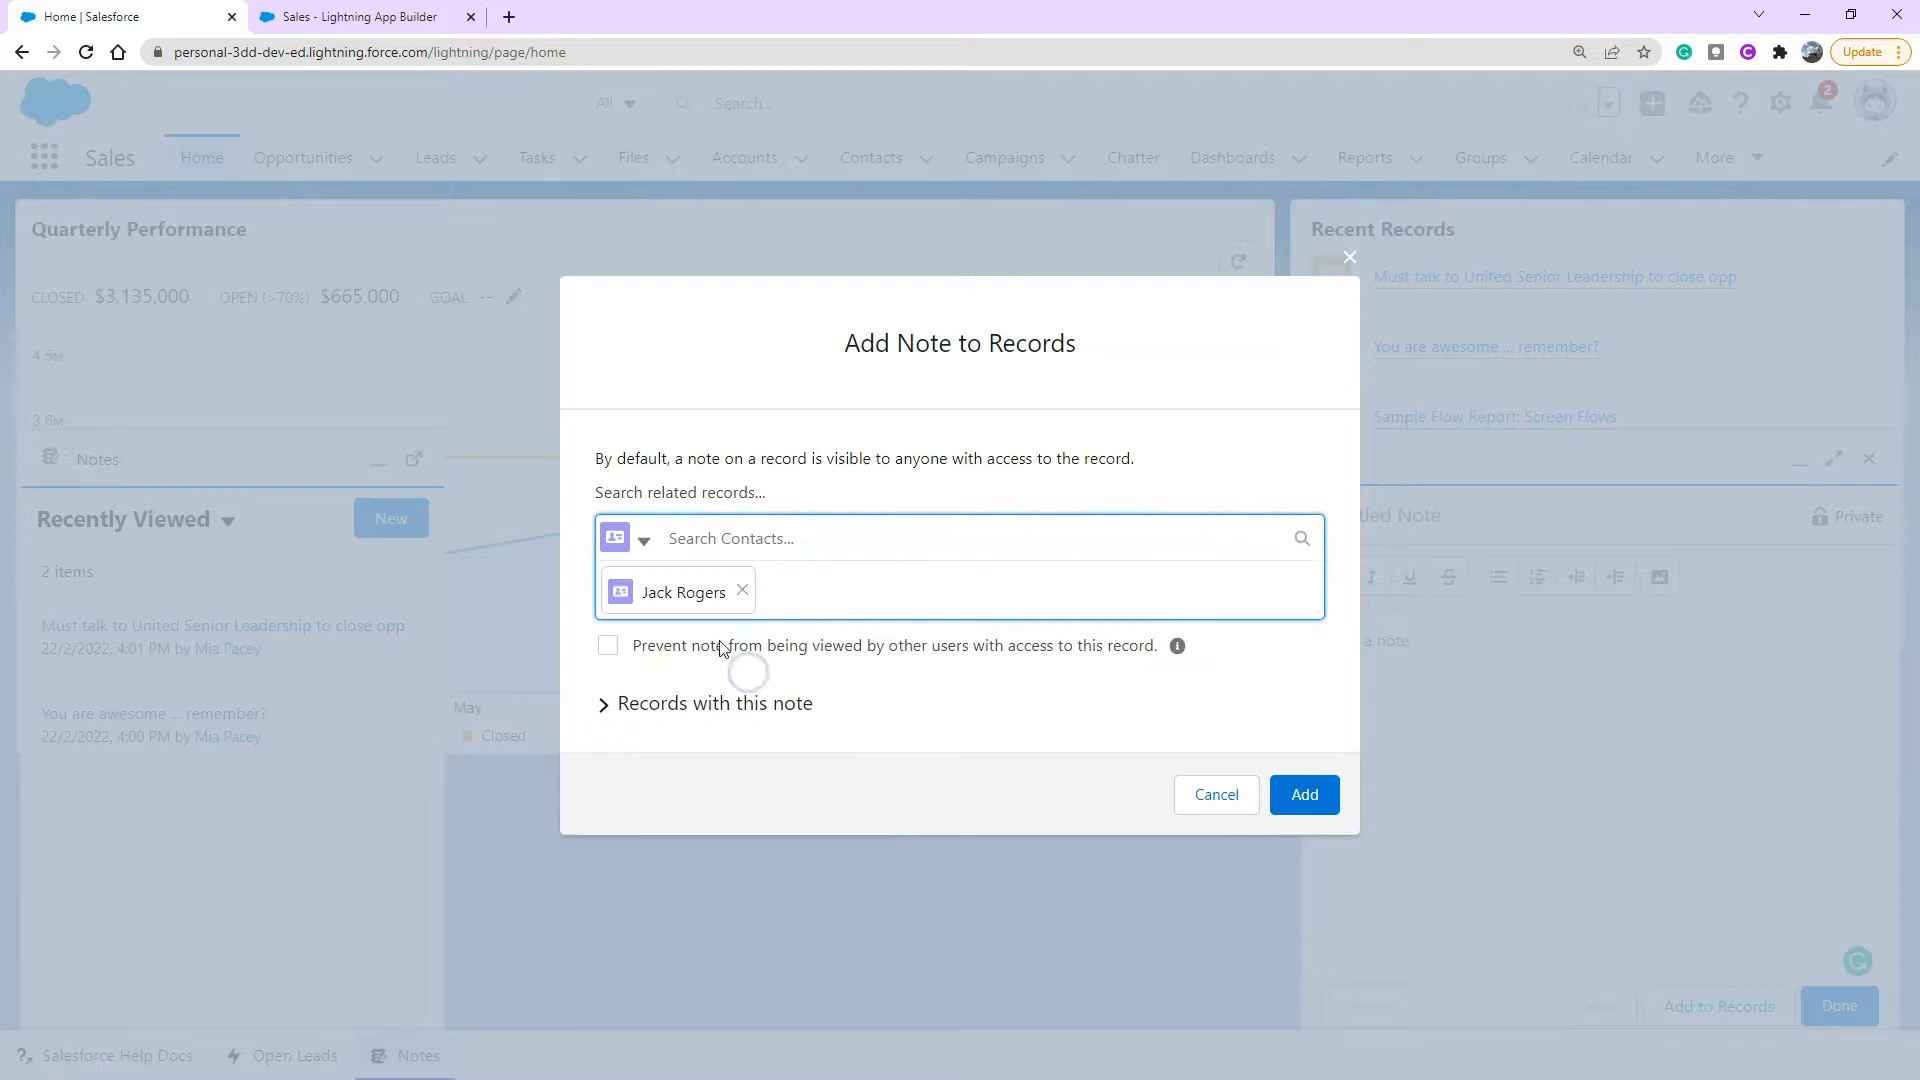 Home | Salesforce
Sales - Lightning App Builder
personal-3dd-dev-ed.lightning.force.com/lightning/page/home
Update
All
Search...
2
Sales
Home
Opportunities
Leads
Tasks
Files
Accounts
Contacts
Campaigns
Chatter
Dashboards
Reports
Groups
Calendar
More
Quarterly Performance
CLOSED $3,135,000 OPEN (>70%) $665,000 GOAL --
4.5M
3.6M
Recent Records
Must talk to United Senior Leadership to close opp
You are awesome ... remember?
Sample Flow Report: Screen Flows
Notes
Recently Viewed
New
2 items
Must talk to United Senior Leadership to close opp
22/2/2022, 4:01 PM by Mia Pacey
You are awesome ... remember?
22/2/2022, 4:00 PM by Mia Pacey
May
Closed
Add Note to Records
By default, a note on a record is visible to anyone with access to the record.
Search related records...
Search Contacts...
Jack Rogers
Prevent note from being viewed by other users with access to this record.
Records with this note
Cancel
Add
tled Note
Private
a note
Add to Records
Done
Salesforce Help Docs
Open Leads
Notes